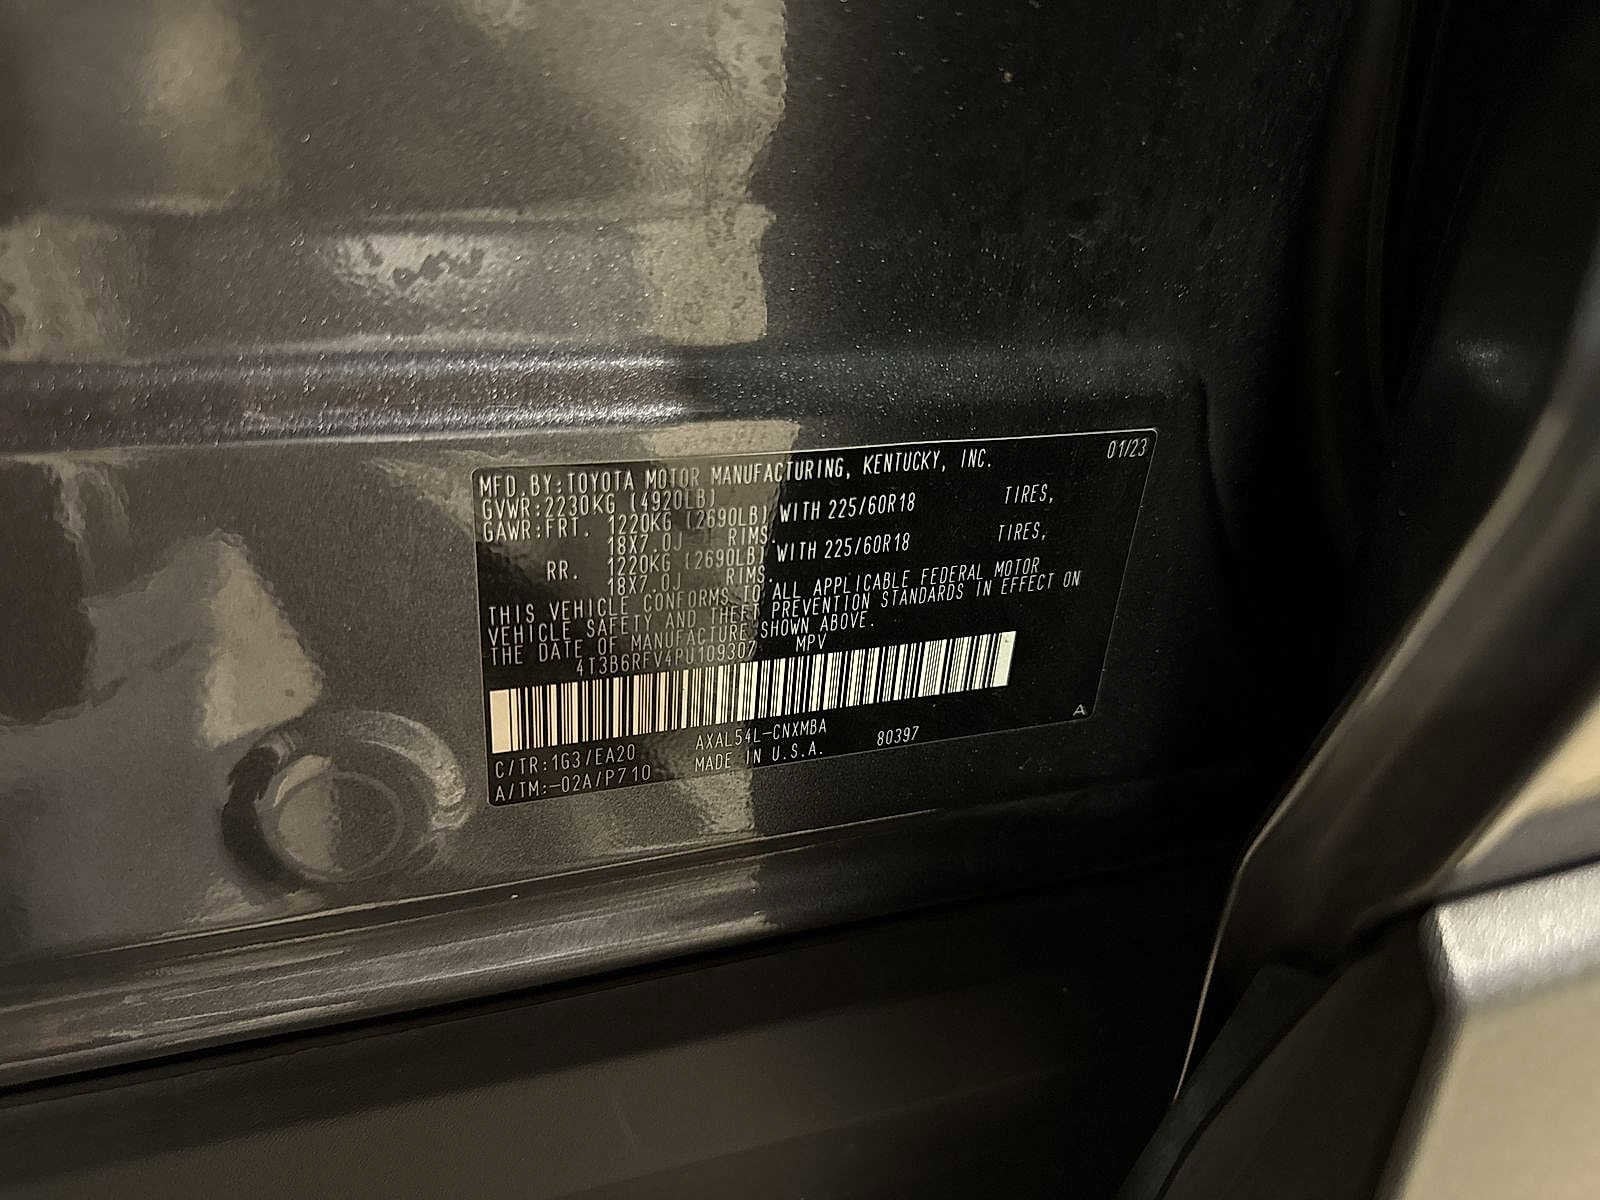 01/23
MFD.BY:TOYOTA MOTOR MANUFACTURING, KENTUCKY, INC.
GVWR:2230KG (4920LB)
GAWR:FRT. 1220KG (2690LB) WITH 225/60R18 TIRES,
18X7.0J RIMS.
RR. 1220KG (2690LB) WITH 225/60R18 TIRES,
18X7.0J RIMS.
THIS VEHICLE CONFORMS TO ALL APPLICABLE FEDERAL MOTOR
VEHICLE SAFETY AND THEFT PREVENTION STANDARDS IN EFFECT ON
THE DATE OF MANUFACTURE SHOWN ABOVE.
4T3B6RFV4PU109307 MPV
C/TR:1G3/EA20 AXAL54L-CNXMBA
A/TM:-02A/P710 MADE IN U.S.A. 80397
A